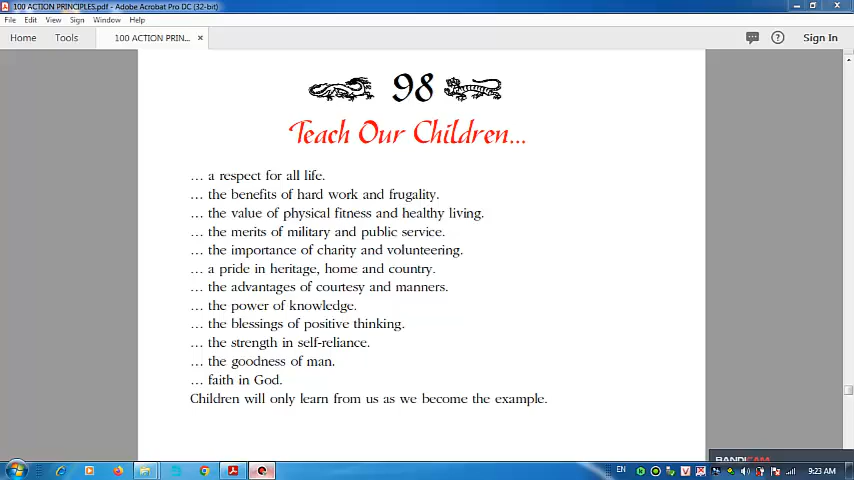 100 ACTION PRINCIPLES.pdf - Adobe Acrobat Pro DC (32-bit)
File Edit View Sign Window Help
Home Tools 100 ACTION PRIN... × Sign In
98
Teach Our Children...
... a respect for all life.
... the benefits of hard work and frugality.
... the value of physical fitness and healthy living.
... the merits of military and public service.
... the importance of charity and volunteering.
... a pride in heritage, home and country.
... the advantages of courtesy and manners.
... the power of knowledge.
... the blessings of positive thinking.
... the strength in self-reliance.
... the goodness of man.
... faith in God.
Children will only learn from us as we become the example.
BANDICAM
EN 9:23 AM